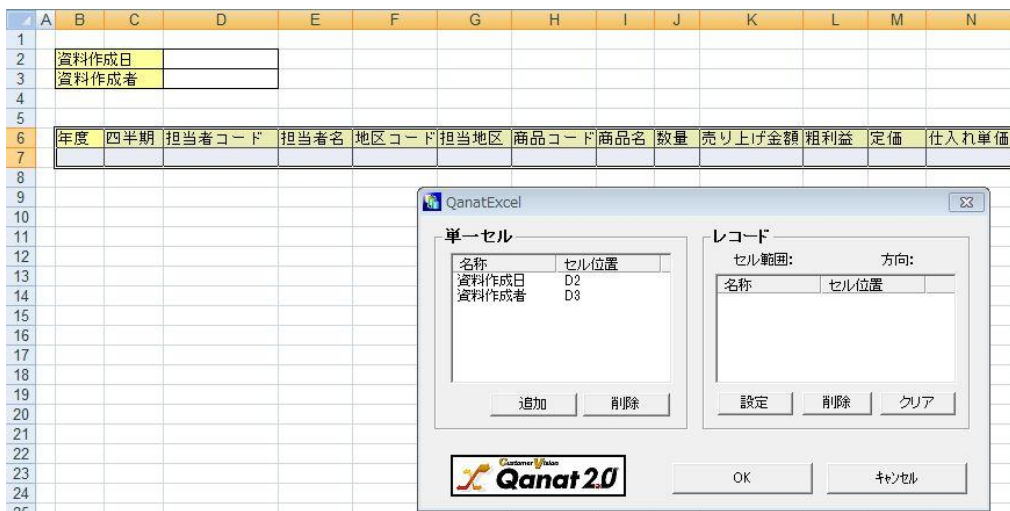 A B C D E F G H I J K L M N
1
2 資料作成日
3 資料作成者
4
5
6 年度 四半期 担当者コード 担当者名 地区コード 担当地区 商品コード 商品名 数量 売り上げ金額 粗利益 定価 仕入れ単価
7
8
9
10
11
12
13
14
15
16
17
18
19
20
21
22
23
24
25
QanatExcel
単一セル
名称 セル位置
資料作成日 D2
資料作成者 D3
追加 削除
レコード
セル範囲: 方向:
名称 セル位置
設定 削除 クリア
Customer Vision
Qanat 2.0
OK キャンセル